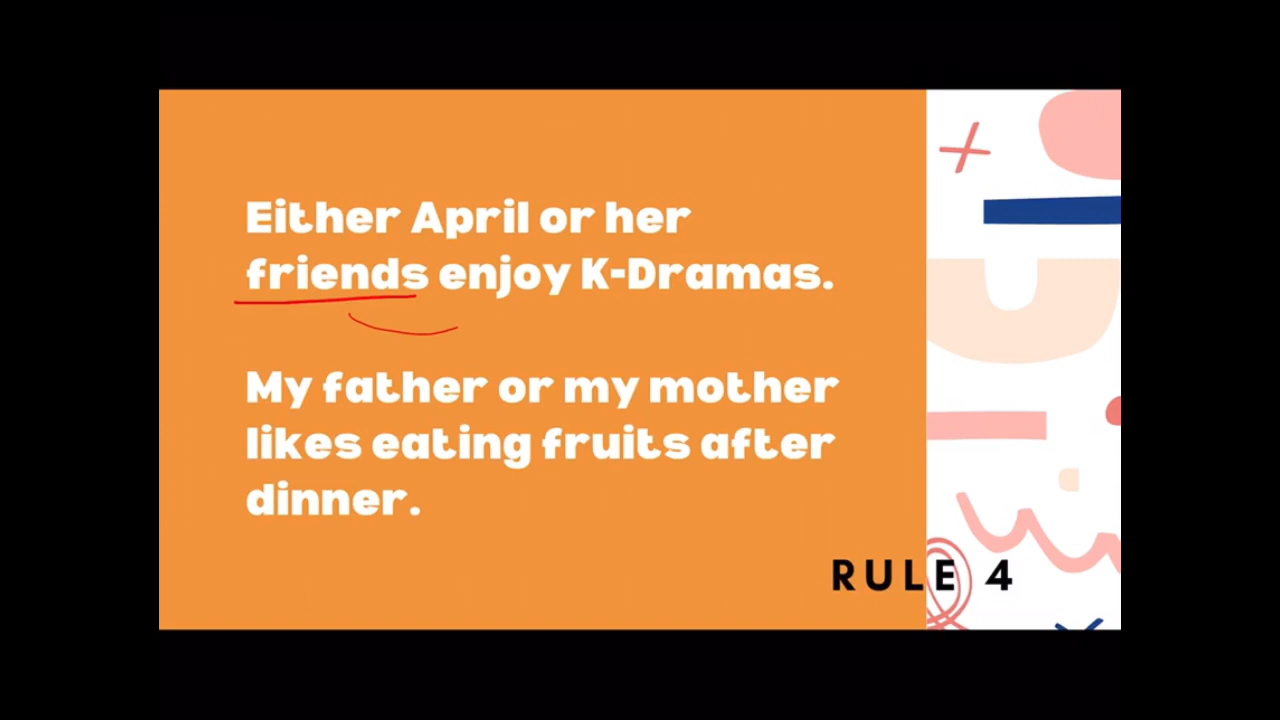 Either April or her
friends enjoy K-Dramas.
My father or my mother
likes eating fruits after
dinner.
RULE 4